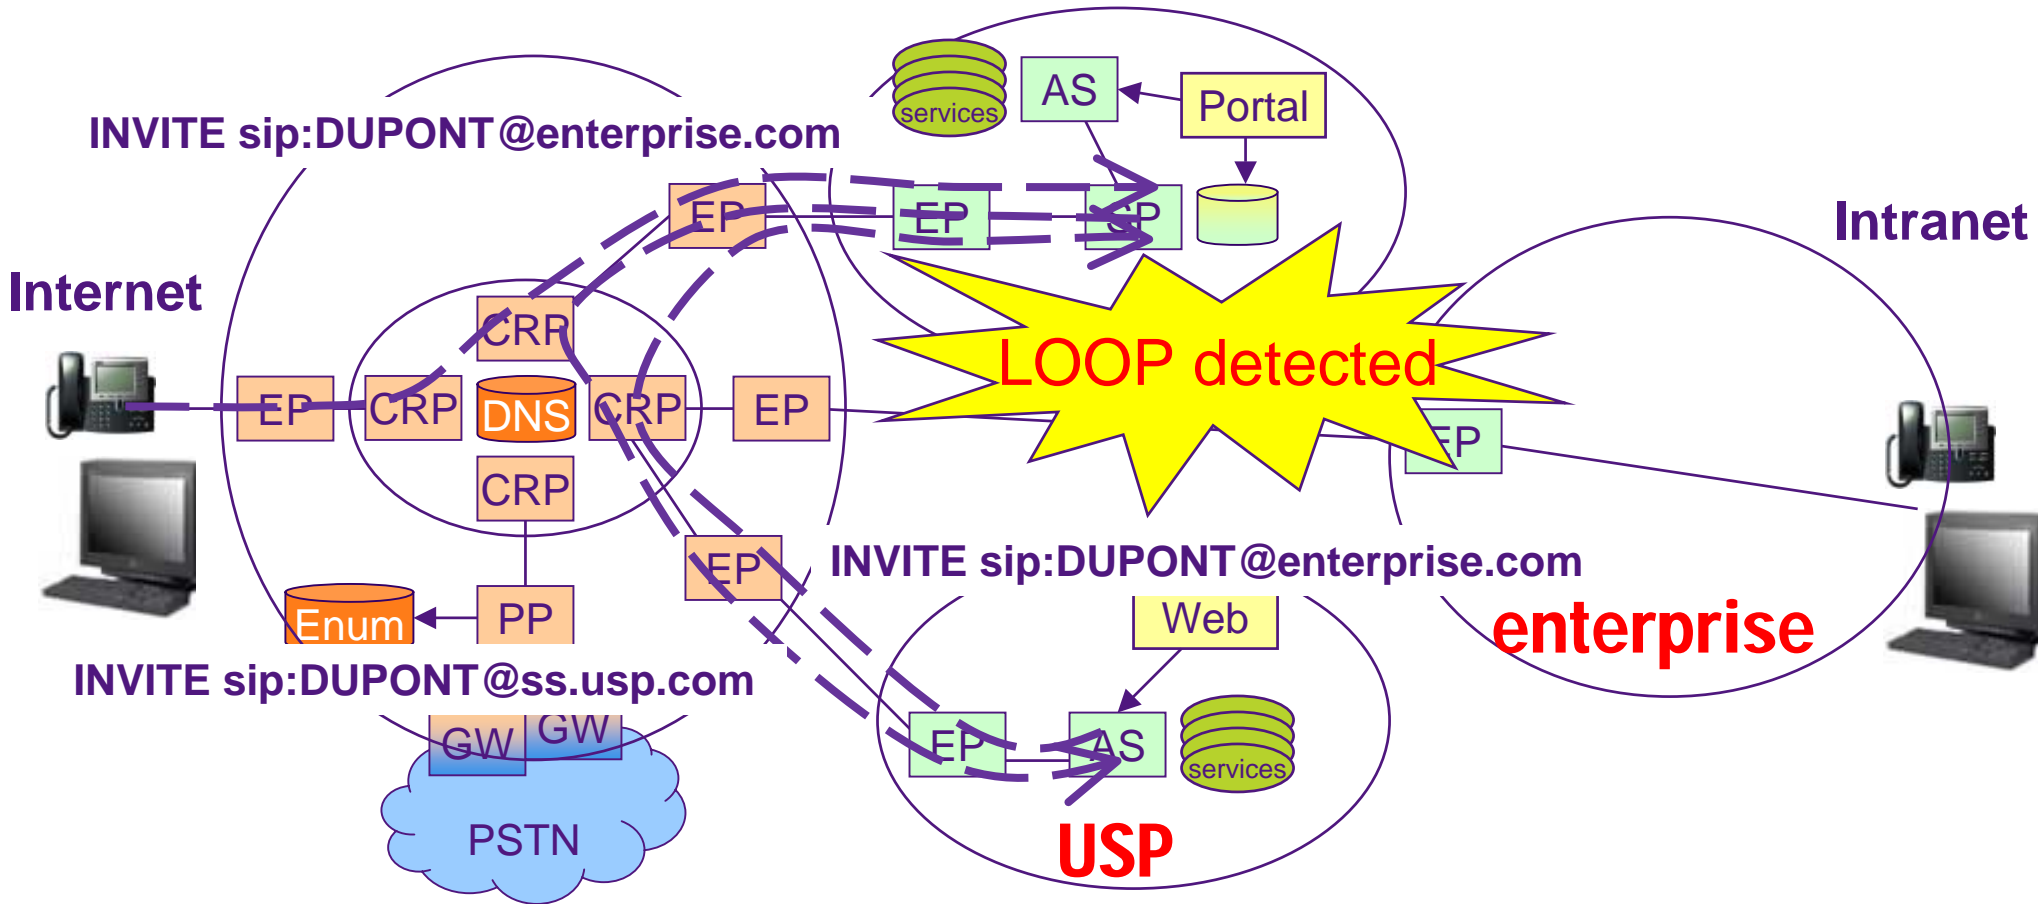 services
AS
Portal
INVITE sip:DUPONT@enterprise.com
EP
EP
SP
Intranet
Internet
CRP
LOOP detected
EP
CRP
DNS
CRP
EP
EP
CRP
EP
INVITE sip:DUPONT@enterprise.com
Enum
PP
Web
enterprise
INVITE sip:DUPONT@ss.usp.com
GW
GW
EP
AS
services
PSTN
USP